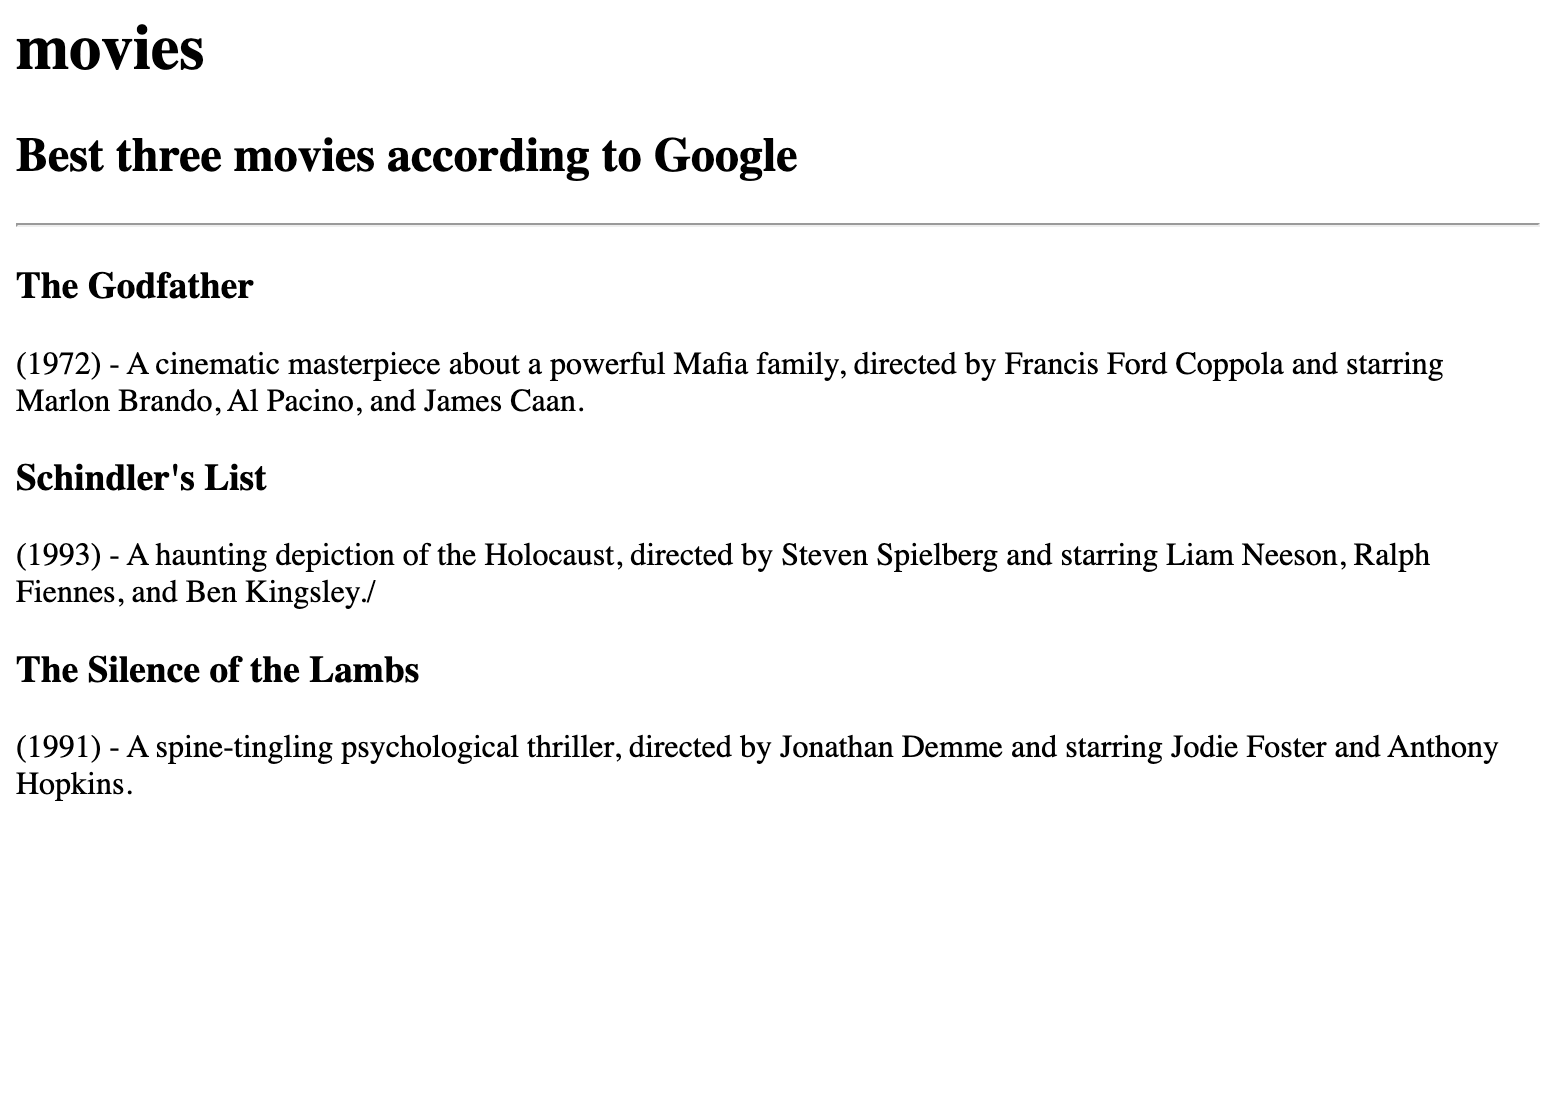 movies
Best three movies according to Google
The Godfather
(1972) - A cinematic masterpiece about a powerful Mafia family, directed by Francis Ford Coppola and starring
Marlon Brando, Al Pacino, and James Caan.
Schindler's List
(1993) - A haunting depiction of the Holocaust, directed by Steven Spielberg and starring Liam Neeson, Ralph
Fiennes, and Ben Kingsley./
The Silence of the Lambs
(1991) - A spine-tingling psychological thriller, directed by Jonathan Demme and starring Jodie Foster and Anthony
Hopkins.